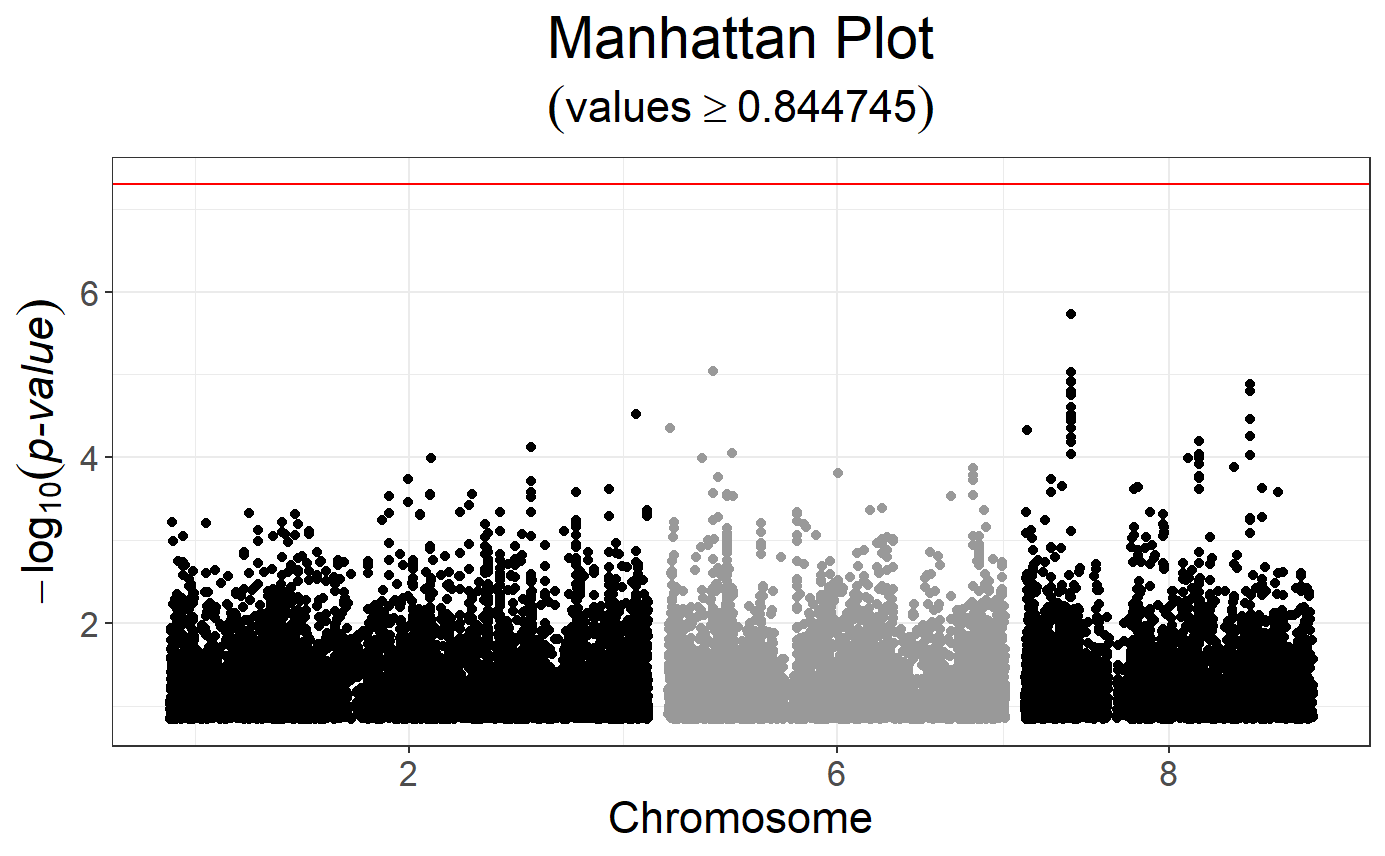 Manhattan Plot
(values ≥ 0.844745)
−log10(p-value)
6
4
2
2 6 8
Chromosome